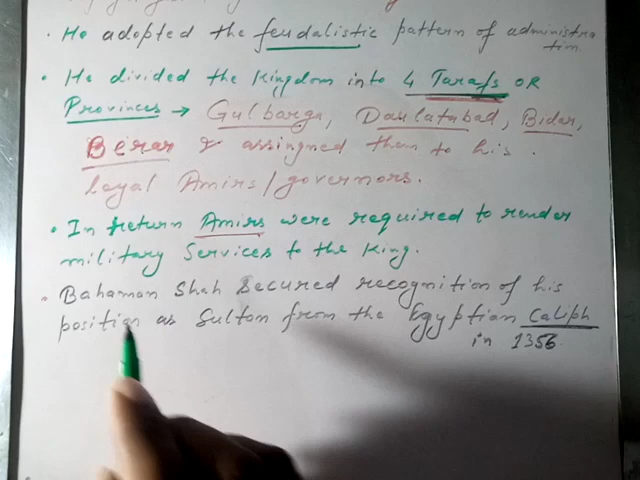 • He adopted the feudalistic pattern of administra
tion
• He divided the Kingdom into 4 Tarafs OR
Provinces → Gulbarga, Daulatabad, Bidar,
Berar & assigned them to his
loyal Amirs/governors.
• In return Amirs were required to render
military Services to the King.
• Bahaman Shah Secured recognition of his
position as Sultan from the Egyptian Caliph
in 1356.